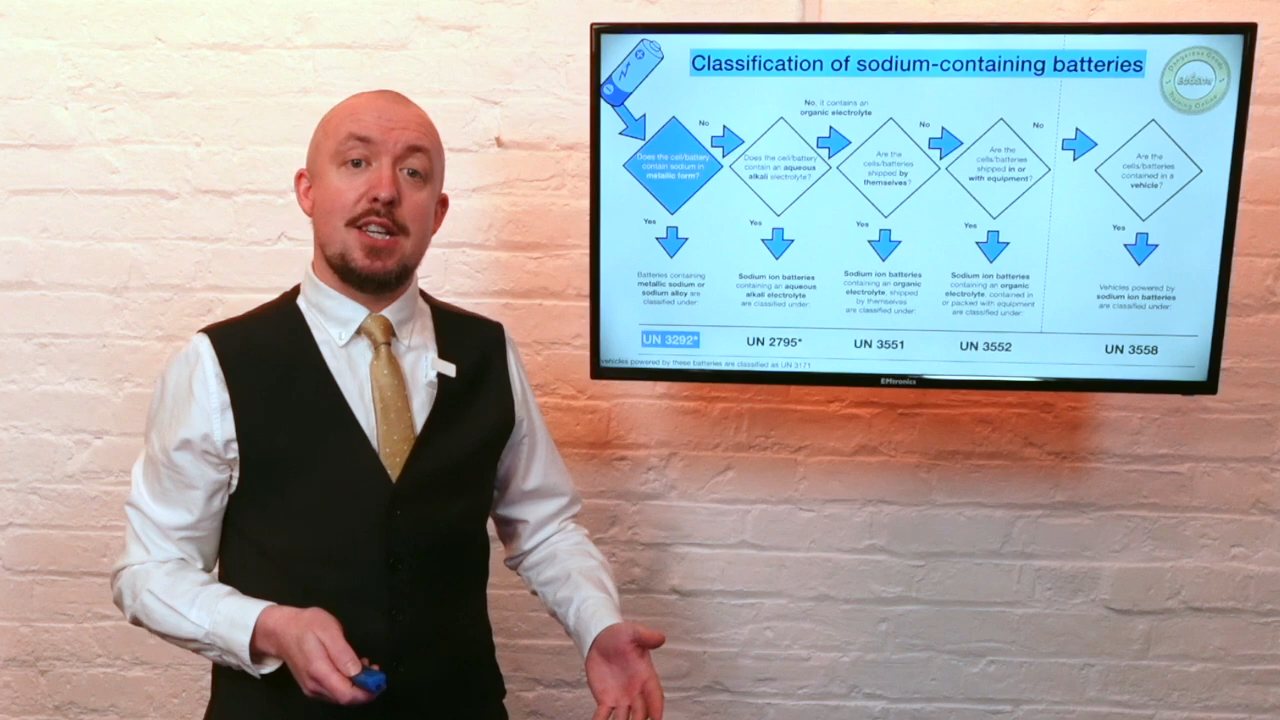 Classification of sodium-containing batteries
Dangerous Goods
Training Online
No, it contains an
organic electrolyte
No
No
No
Does the cell/battery
contain sodium in
metallic form?
Does the cell/battery
contain an aqueous
alkali electrolyte?
Are the
cells/batteries
shipped by
themselves?
Are the
cells/batteries
shipped in or
with equipment?
Are the
cells/batteries
contained in a
vehicle?
Yes
Yes
Yes
Yes
Yes
Batteries containing
metallic sodium or
sodium alloy are
classified under:
Sodium ion batteries
containing an aqueous
alkali electrolyte
are classified under:
Sodium ion batteries
containing an organic
electrolyte, shipped
by themselves
are classified under:
Sodium ion batteries
containing an organic
electrolyte, contained in
or packed with equipment
are classified under:
Vehicles powered by
sodium ion batteries
are classified under:
UN 3292*
UN 2795*
UN 3551
UN 3552
UN 3558
vehicles powered by these batteries are classified as UN 3171
EMtronics